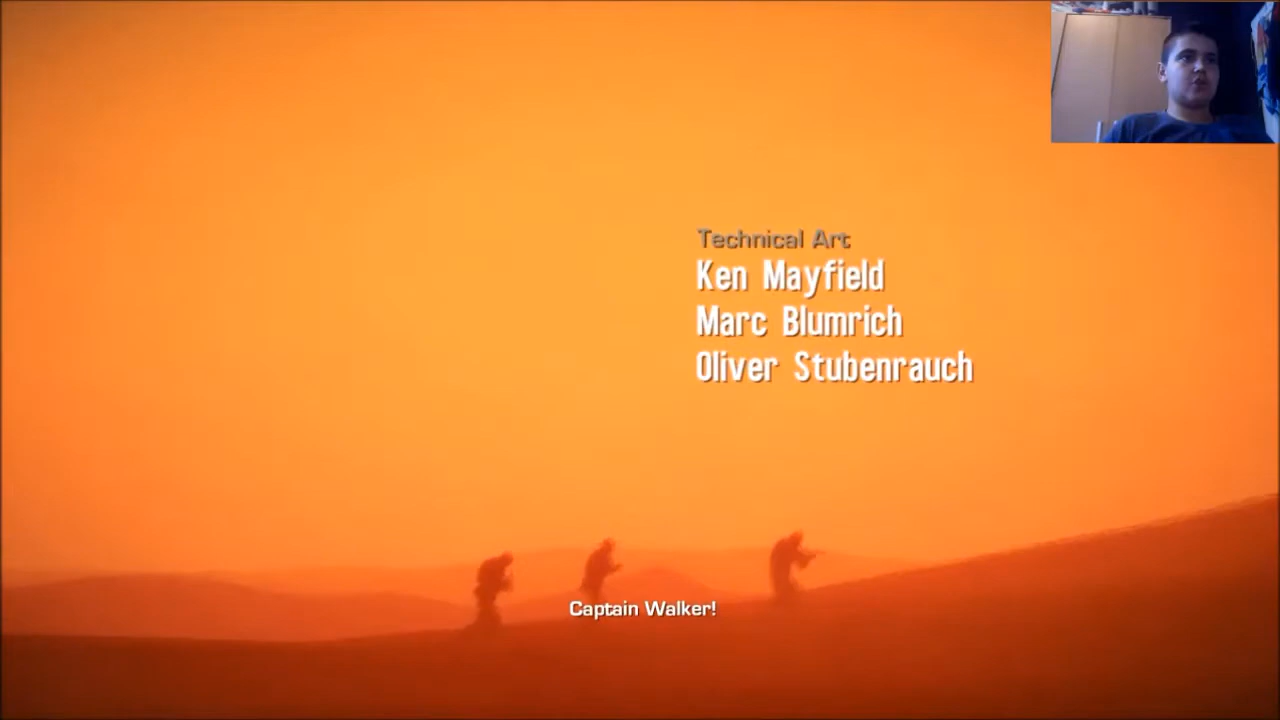 Technical Art
Ken Mayfield
Marc Blumrich
Oliver Stubenrauch
Captain Walker!